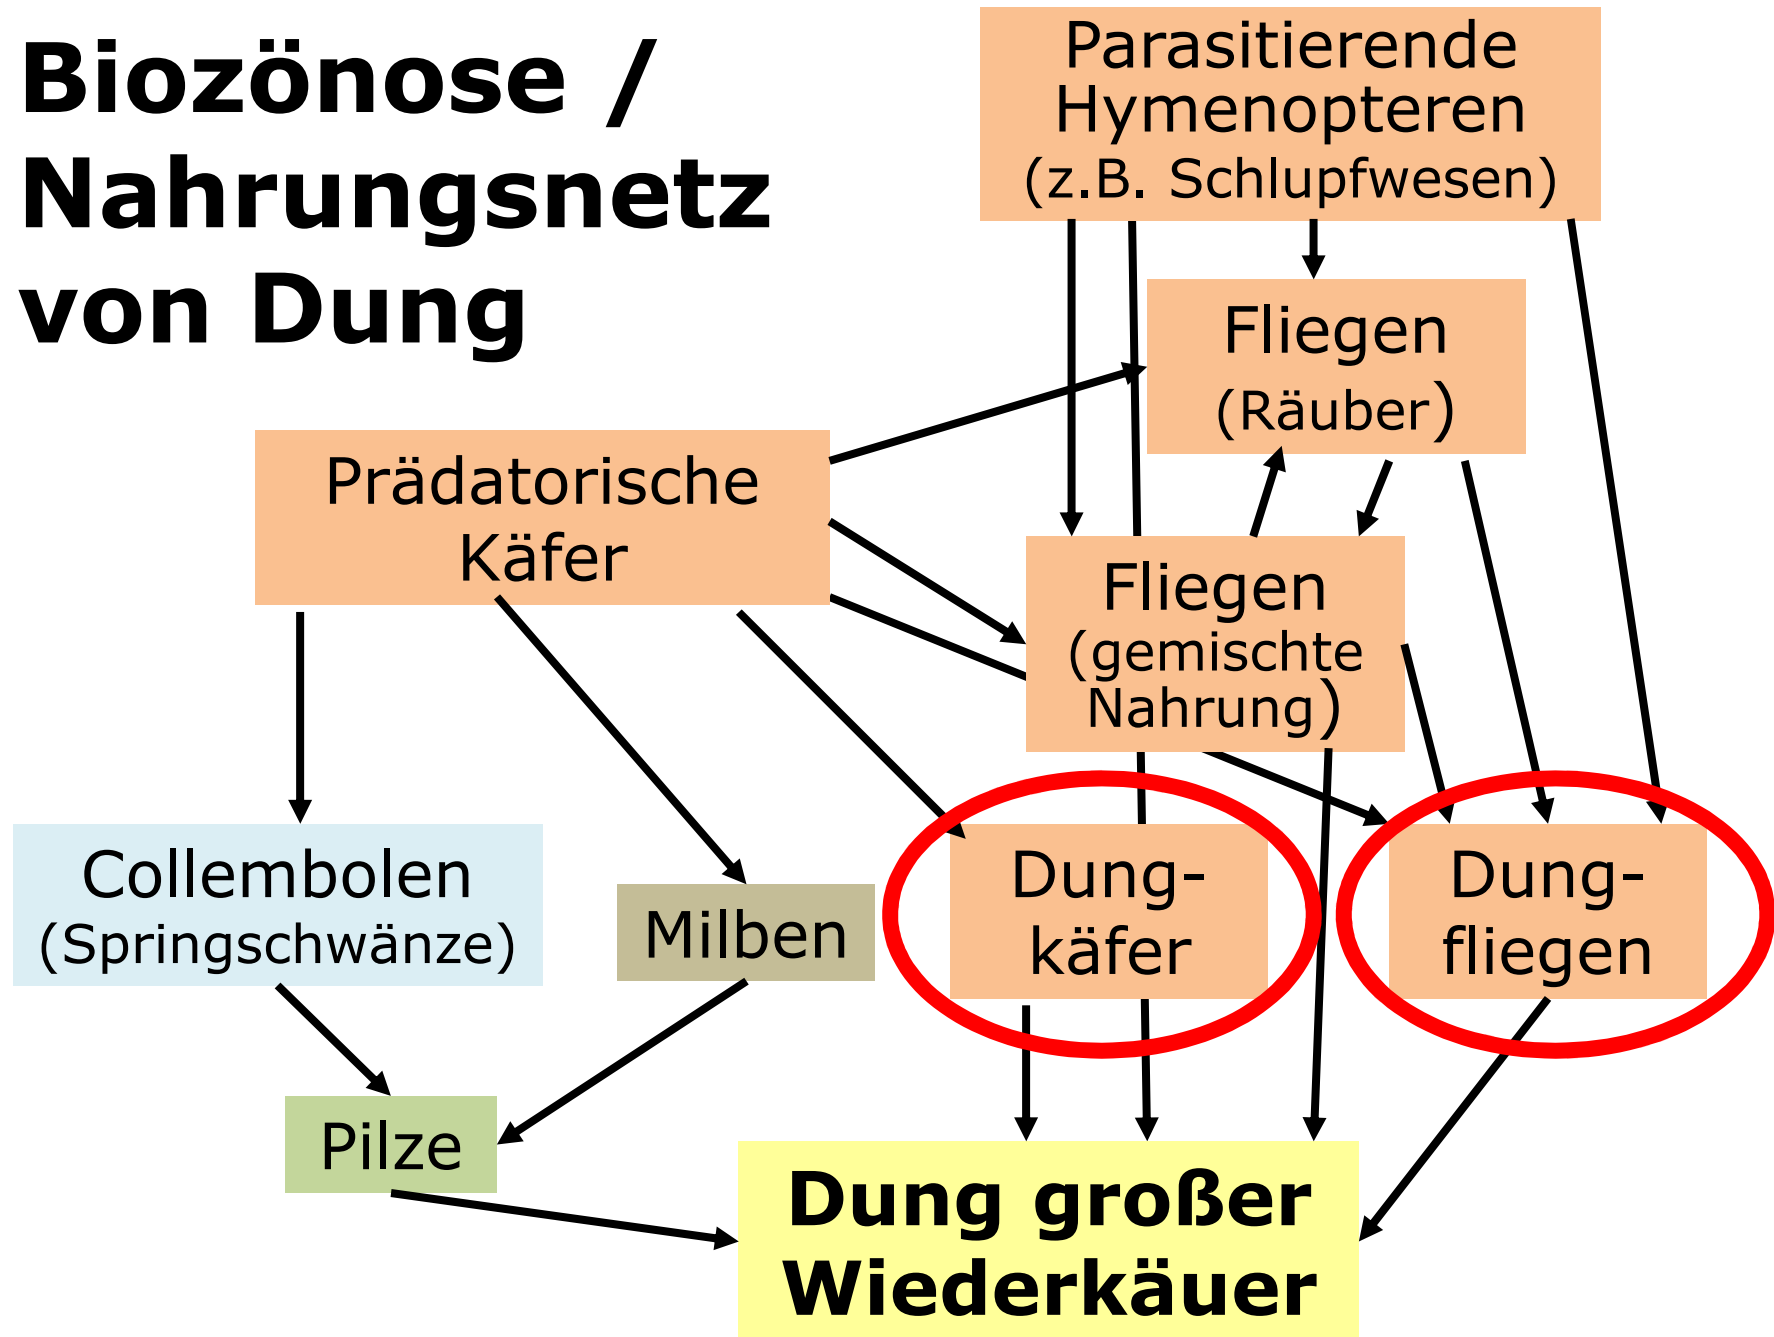 Biozönose /
Nahrungsnetz
von Dung
Parasitierende
Hymenopteren
(z.B. Schlupfwesen)
Fliegen
(Räuber)
Prädatorische
Käfer
Fliegen
(gemischte
Nahrung)
Collembolen
(Springschwänze)
Milben
Dung-
käfer
Dung-
fliegen
Pilze
Dung großer
Wiederkäuer